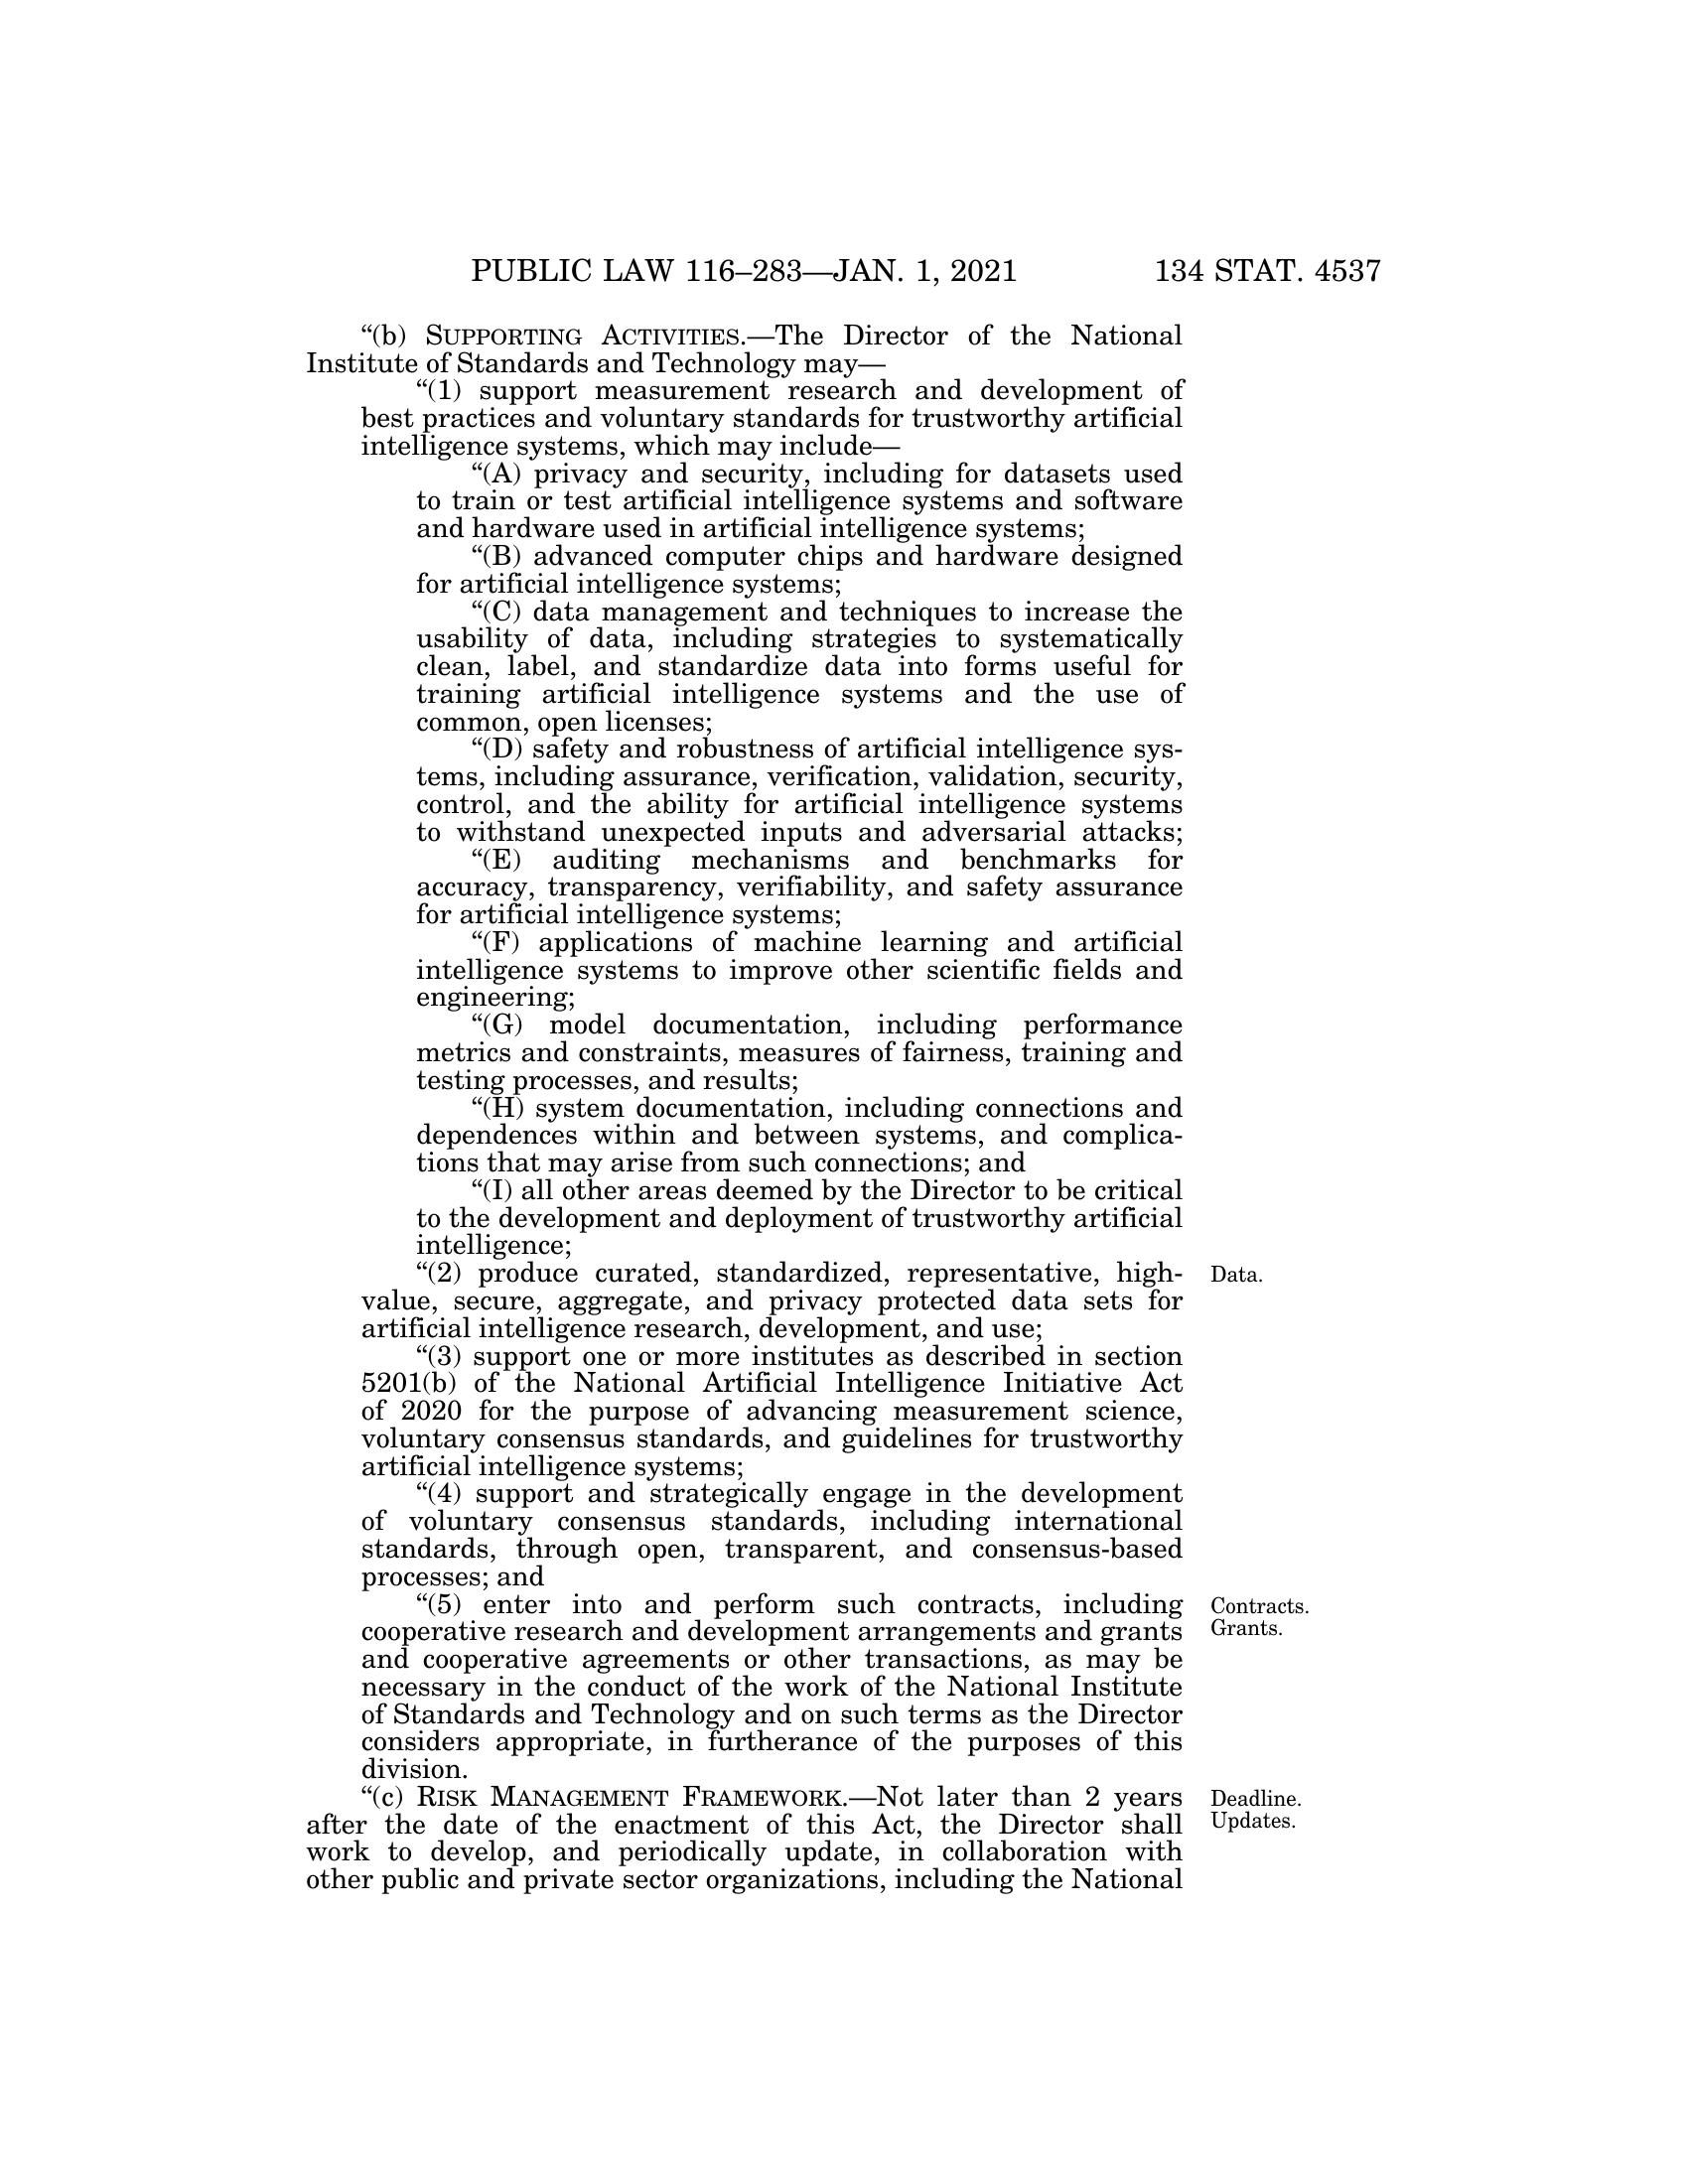 PUBLIC LAW 116–283—JAN. 1, 2021
134 STAT. 4537
“(b) SUPPORTING ACTIVITIES.—The Director of the National
Institute of Standards and Technology may—
“(1) support measurement research and development of
best practices and voluntary standards for trustworthy artificial
intelligence systems, which may include—
“(A) privacy and security, including for datasets used
to train or test artificial intelligence systems and software
and hardware used in artificial intelligence systems;
“(B) advanced computer chips and hardware designed
for artificial intelligence systems;
“(C) data management and techniques to increase the
usability of data, including strategies to systematically
clean, label, and standardize data into forms useful for
training artificial intelligence systems and the use of
common, open licenses;
“(D) safety and robustness of artificial intelligence sys-
tems, including assurance, verification, validation, security,
control, and the ability for artificial intelligence systems
to withstand unexpected inputs and adversarial attacks;
“(E) auditing mechanisms and benchmarks for
accuracy, transparency, verifiability, and safety assurance
for artificial intelligence systems;
“(F) applications of machine learning and artificial
intelligence systems to improve other scientific fields and
engineering;
“(G) model documentation, including performance
metrics and constraints, measures of fairness, training and
testing processes, and results;
“(H) system documentation, including connections and
dependences within and between systems, and complica-
tions that may arise from such connections; and
“(I) all other areas deemed by the Director to be critical
to the development and deployment of trustworthy artificial
intelligence;
“(2) produce curated, standardized, representative, high-
value, secure, aggregate, and privacy protected data sets for
artificial intelligence research, development, and use;
Data.
“(3) support one or more institutes as described in section
5201(b) of the National Artificial Intelligence Initiative Act
of 2020 for the purpose of advancing measurement science,
voluntary consensus standards, and guidelines for trustworthy
artificial intelligence systems;
“(4) support and strategically engage in the development
of voluntary consensus standards, including international
standards, through open, transparent, and consensus-based
processes; and
“(5) enter into and perform such contracts, including
cooperative research and development arrangements and grants
and cooperative agreements or other transactions, as may be
necessary in the conduct of the work of the National Institute
of Standards and Technology and on such terms as the Director
considers appropriate, in furtherance of the purposes of this
division.
Contracts.
Grants.
“(c) RISK MANAGEMENT FRAMEWORK.—Not later than 2 years
after the date of the enactment of this Act, the Director shall
work to develop, and periodically update, in collaboration with
other public and private sector organizations, including the National
Deadline.
Updates.